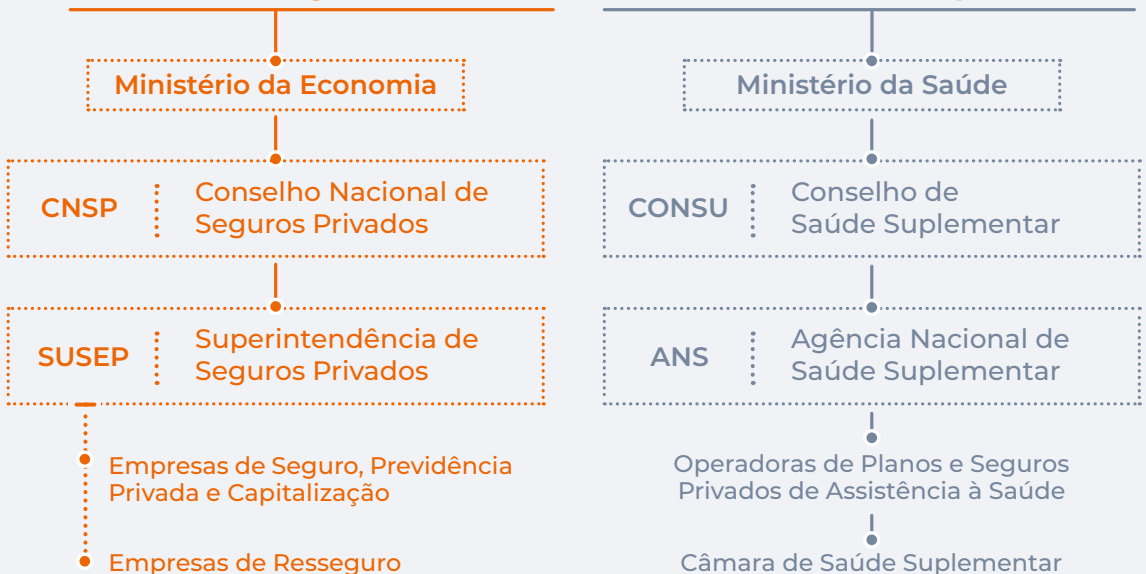 Ministério da Economia
CNSP
Conselho Nacional de
Seguros Privados
SUSEP
Superintendência de
Seguros Privados
Empresas de Seguro, Previdência
Privada e Capitalização
Empresas de Resseguro
Ministério da Saúde
CONSU
Conselho de
Saúde Suplementar
ANS
Agência Nacional de
Saúde Suplementar
Operadoras de Planos e Seguros
Privados de Assistência à Saúde
Câmara de Saúde Suplementar